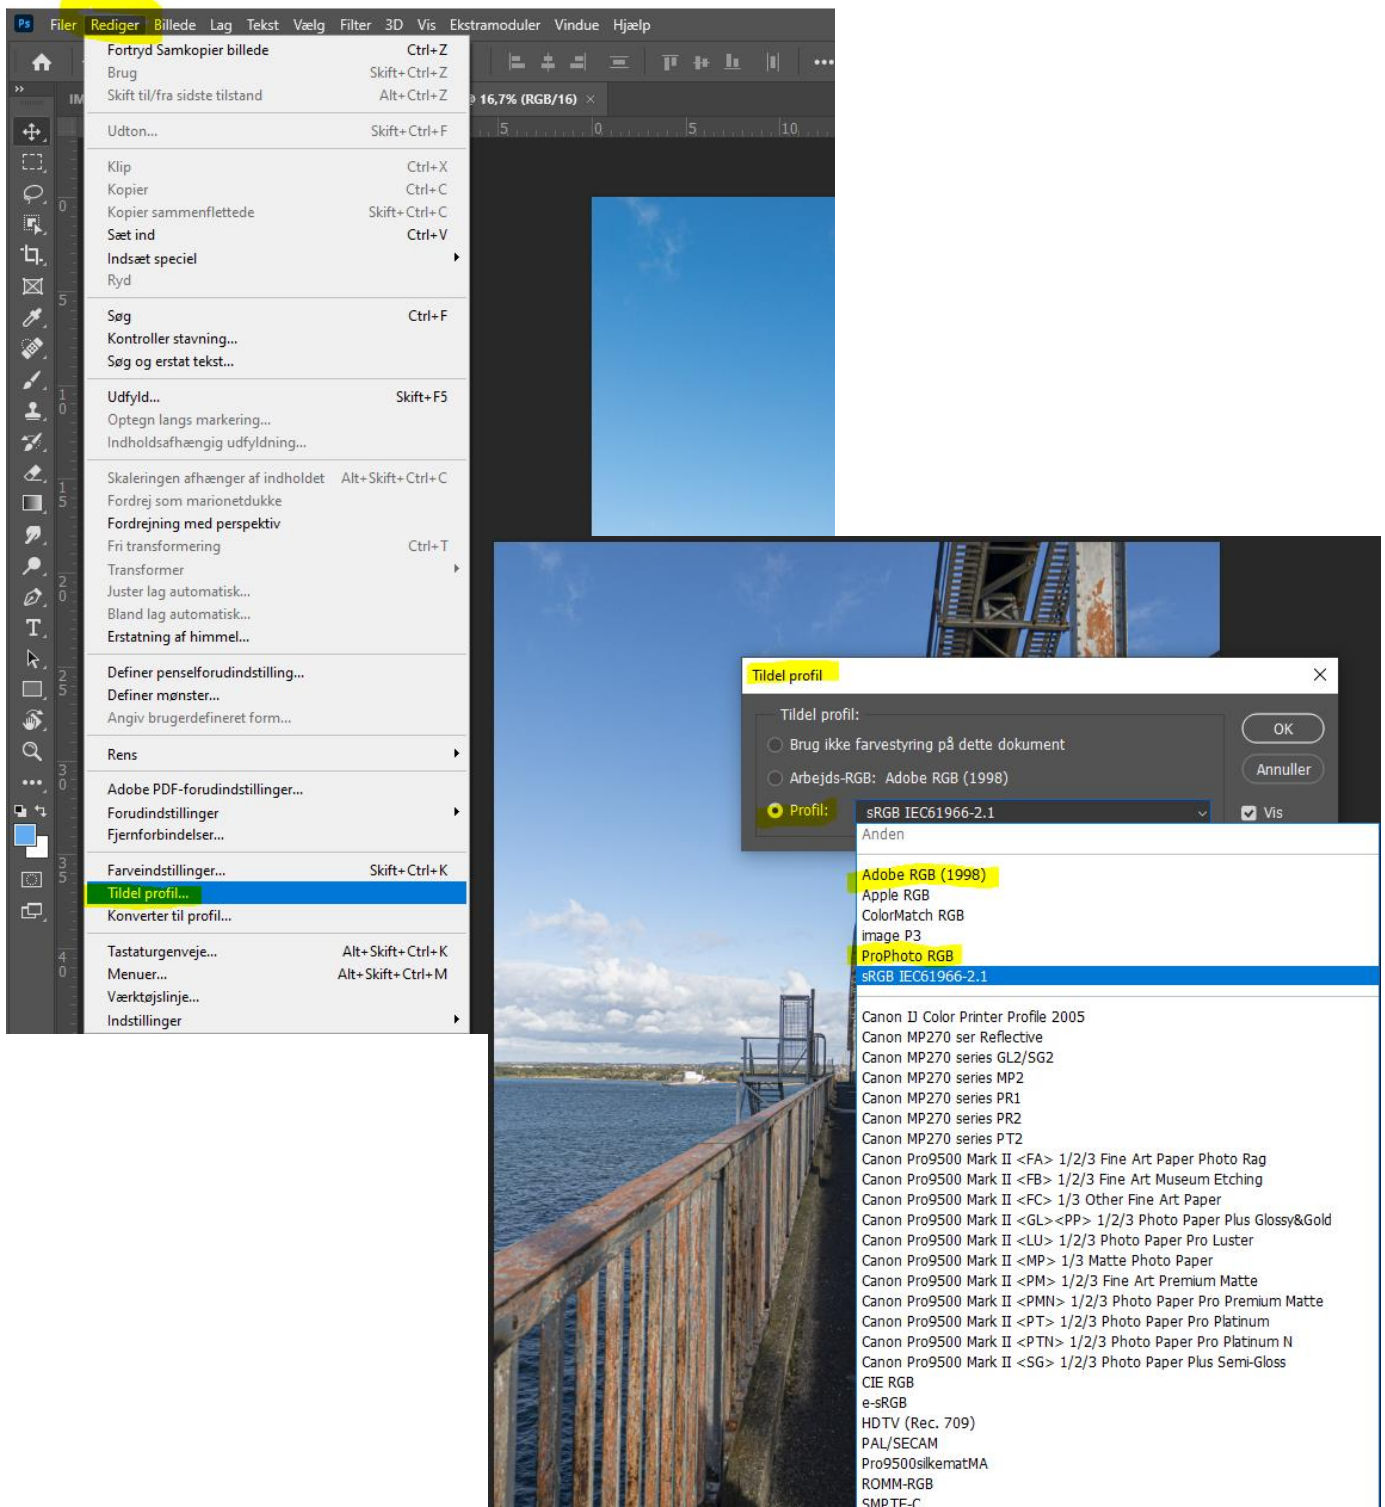 Ps Filer Rediger Billede Lag Tekst Vælg Filter 3D Vis Ekstramoduler Vindue Hjælp
Fortryd Samkopier billede Ctrl+Z
Brug Skift+Ctrl+Z
Skift til/fra sidste tilstand Alt+Ctrl+Z
IM
16,7% (RGB/16) ×
Udton... Skift+Ctrl+F
5 0 5 10
Klip Ctrl+X
Kopier Ctrl+C
Kopier sammenflettede Skift+Ctrl+C
Sæt ind Ctrl+V
Indsæt speciel
Ryd
Søg Ctrl+F
Kontroller stavning...
Søg og erstat tekst...
Udfyld... Skift+F5
Optegn langs markering...
Indholdsafhængig udfyldning...
Skaleringen afhænger af indholdet Alt+Skift+Ctrl+C
Fordrej som marionetdukke
Fordrejning med perspektiv
Fri transformering Ctrl+T
Transformer
Juster lag automatisk...
Bland lag automatisk...
Erstatning af himmel...
Definer penselforudindstilling...
Definer mønster...
Angiv brugerdefineret form...
Rens
Adobe PDF-forudindstillinger...
Forudindstillinger
Fjernforbindelser...
Farveindstillinger... Skift+Ctrl+K
Tildel profil...
Konverter til profil...
Tastaturgenveje... Alt+Skift+Ctrl+K
Menuer... Alt+Skift+Ctrl+M
Værktøjslinje...
Indstillinger
0
5
10
15
20
25
30
35
40
Tildel profil
Tildel profil:
OK
Brug ikke farvestyring på dette dokument
Annuller
Arbejds-RGB: Adobe RGB (1998)
Profil: sRGB IEC61966-2.1
Vis
Anden
Adobe RGB (1998)
Apple RGB
ColorMatch RGB
image P3
ProPhoto RGB
sRGB IEC61966-2.1
Canon IJ Color Printer Profile 2005
Canon MP270 ser Reflective
Canon MP270 series GL2/SG2
Canon MP270 series MP2
Canon MP270 series PR1
Canon MP270 series PR2
Canon MP270 series PT2
Canon Pro9500 Mark II <FA> 1/2/3 Fine Art Paper Photo Rag
Canon Pro9500 Mark II <FB> 1/2/3 Fine Art Museum Etching
Canon Pro9500 Mark II <FC> 1/3 Other Fine Art Paper
Canon Pro9500 Mark II <GL><PP> 1/2/3 Photo Paper Plus Glossy&Gold
Canon Pro9500 Mark II <LU> 1/2/3 Photo Paper Pro Luster
Canon Pro9500 Mark II <MP> 1/3 Matte Photo Paper
Canon Pro9500 Mark II <PM> 1/2/3 Fine Art Premium Matte
Canon Pro9500 Mark II <PMN> 1/2/3 Photo Paper Pro Premium Matte
Canon Pro9500 Mark II <PT> 1/2/3 Photo Paper Pro Platinum
Canon Pro9500 Mark II <PTN> 1/2/3 Photo Paper Pro Platinum N
Canon Pro9500 Mark II <SG> 1/2/3 Photo Paper Plus Semi-Gloss
CIE RGB
e-sRGB
HDTV (Rec. 709)
PAL/SECAM
Pro9500silkematMA
ROMM-RGB
SMPTE-C